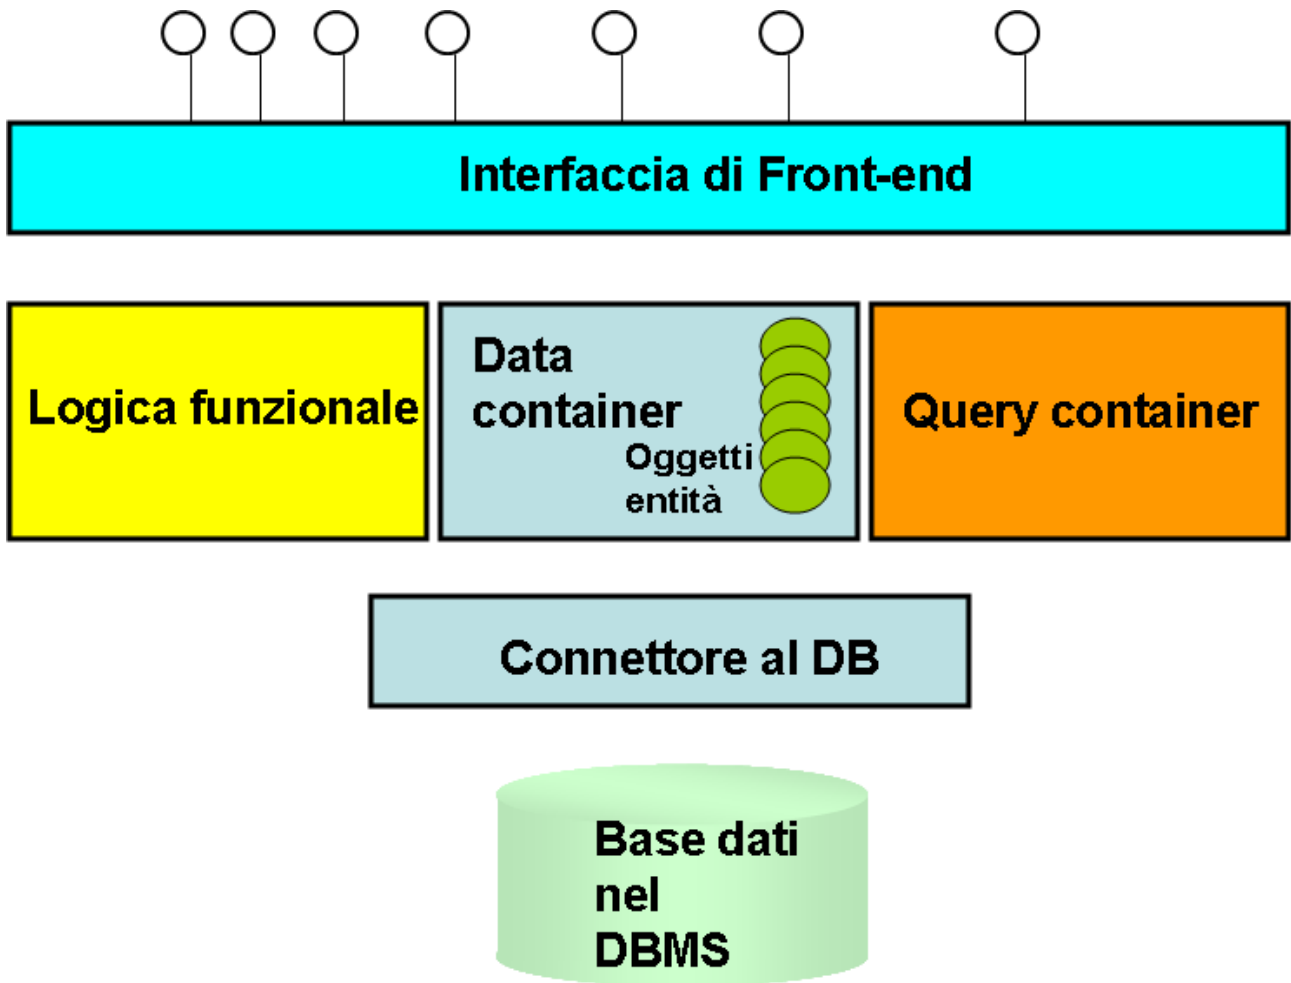 Interfaccia di Front-end
Logica funzionale
Data
container
Oggetti
entità
Query container
Connettore al DB
Base dati
nel
DBMS